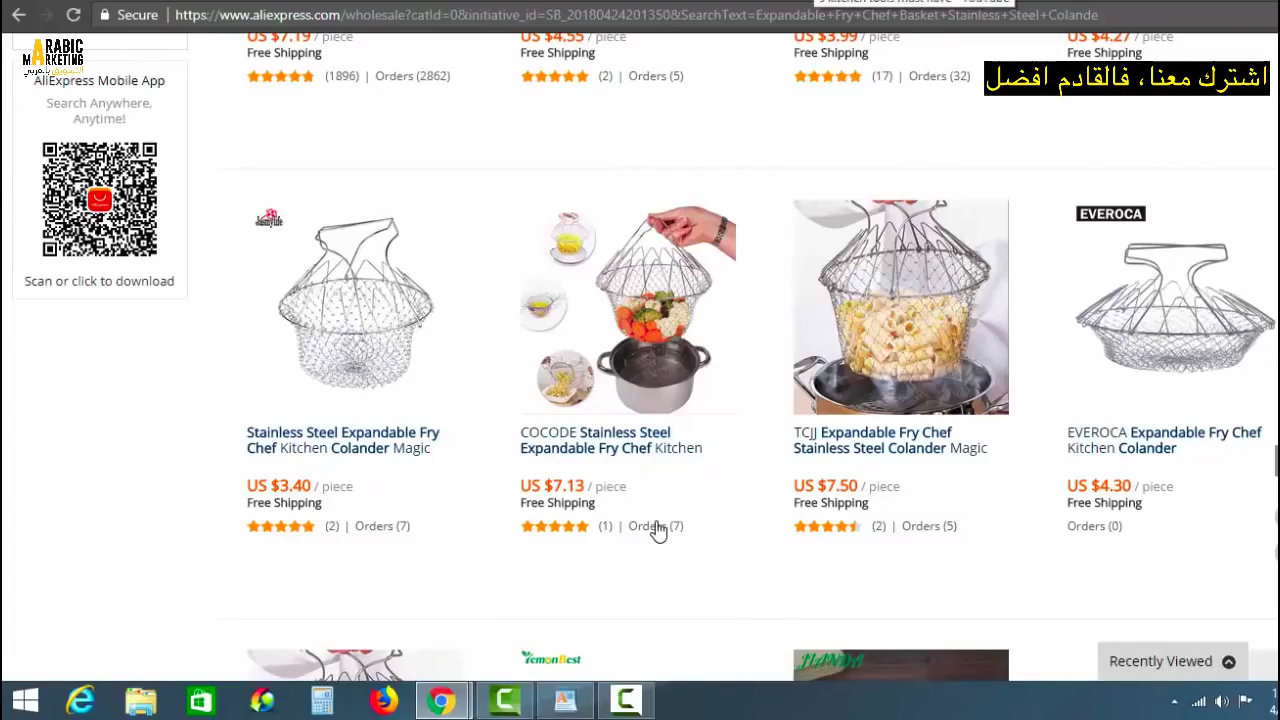 Secure | https://www.aliexpress.com/wholesale?catId=0&initiative_id=SB_20180424201350&SearchText=Expandable+Fry+Chef+Basket+Stainless+Steel+Colande
ARABIC
MARKETING
التسويق بالعربي
اشترك معنا، فالقادم افضل
US $7.19 / piece
Free Shipping
(1896) | Orders (2862)
US $4.55 / piece
Free Shipping
(2) | Orders (5)
US $3.99 / piece
Free Shipping
(17) | Orders (32)
US $4.27 / piece
Free Shipping
AliExpress Mobile App
Search Anywhere,
Anytime!
Scan or click to download
Stainless Steel Expandable Fry
Chef Kitchen Colander Magic
US $3.40 / piece
Free Shipping
(2) | Orders (7)
COCODE Stainless Steel
Expandable Fry Chef Kitchen
US $7.13 / piece
Free Shipping
(1) | Orders (7)
TCJJ Expandable Fry Chef
Stainless Steel Colander Magic
US $7.50 / piece
Free Shipping
(2) | Orders (5)
EVEROCA
EVEROCA Expandable Fry Chef
Kitchen Colander
US $4.30 / piece
Free Shipping
Orders (0)
LemonBest
JIANDA
Recently Viewed